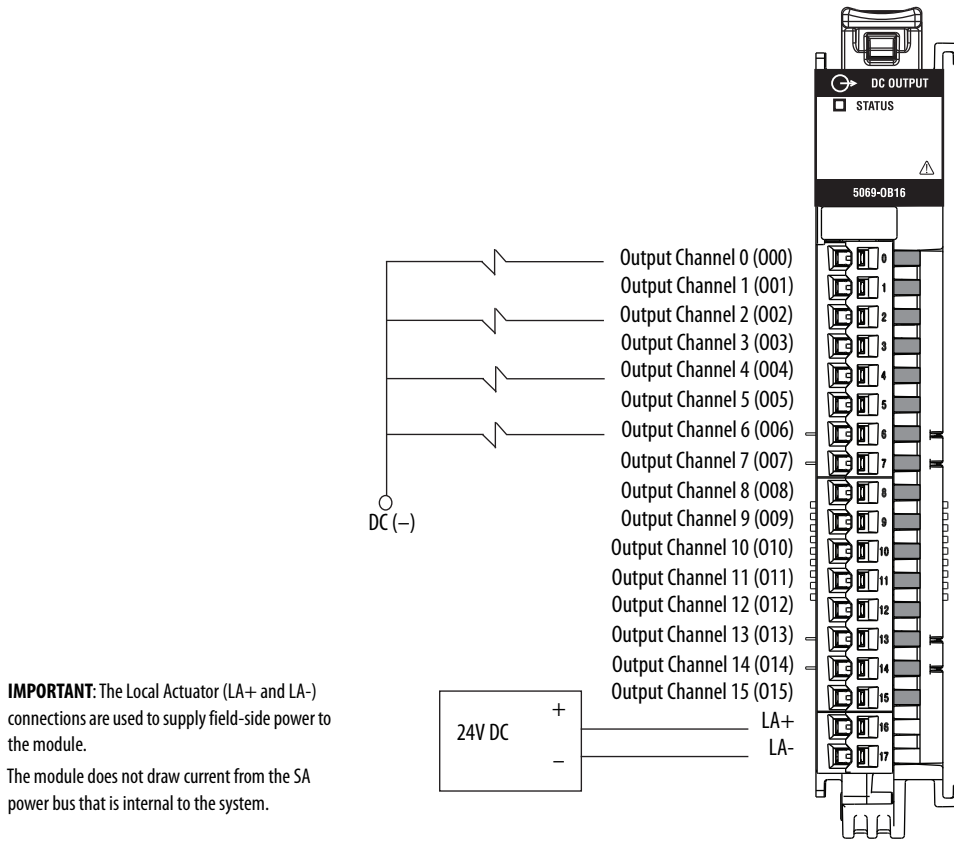 DC OUTPUT
STATUS
5069-OB16
Output Channel 0 (O00)
Output Channel 1 (O01)
Output Channel 2 (O02)
Output Channel 3 (O03)
Output Channel 4 (O04)
Output Channel 5 (O05)
Output Channel 6 (O06)
Output Channel 7 (O07)
Output Channel 8 (O08)
Output Channel 9 (O09)
Output Channel 10 (O10)
Output Channel 11 (O11)
Output Channel 12 (O12)
Output Channel 13 (O13)
Output Channel 14 (O14)
Output Channel 15 (O15)
0
1
2
3
4
5
6
7
8
9
10
11
12
13
14
15
16
17
DC (–)
24V DC
+
–
LA+
LA-
IMPORTANT: The Local Actuator (LA+ and LA-)
connections are used to supply field-side power to
the module.
The module does not draw current from the SA
power bus that is internal to the system.